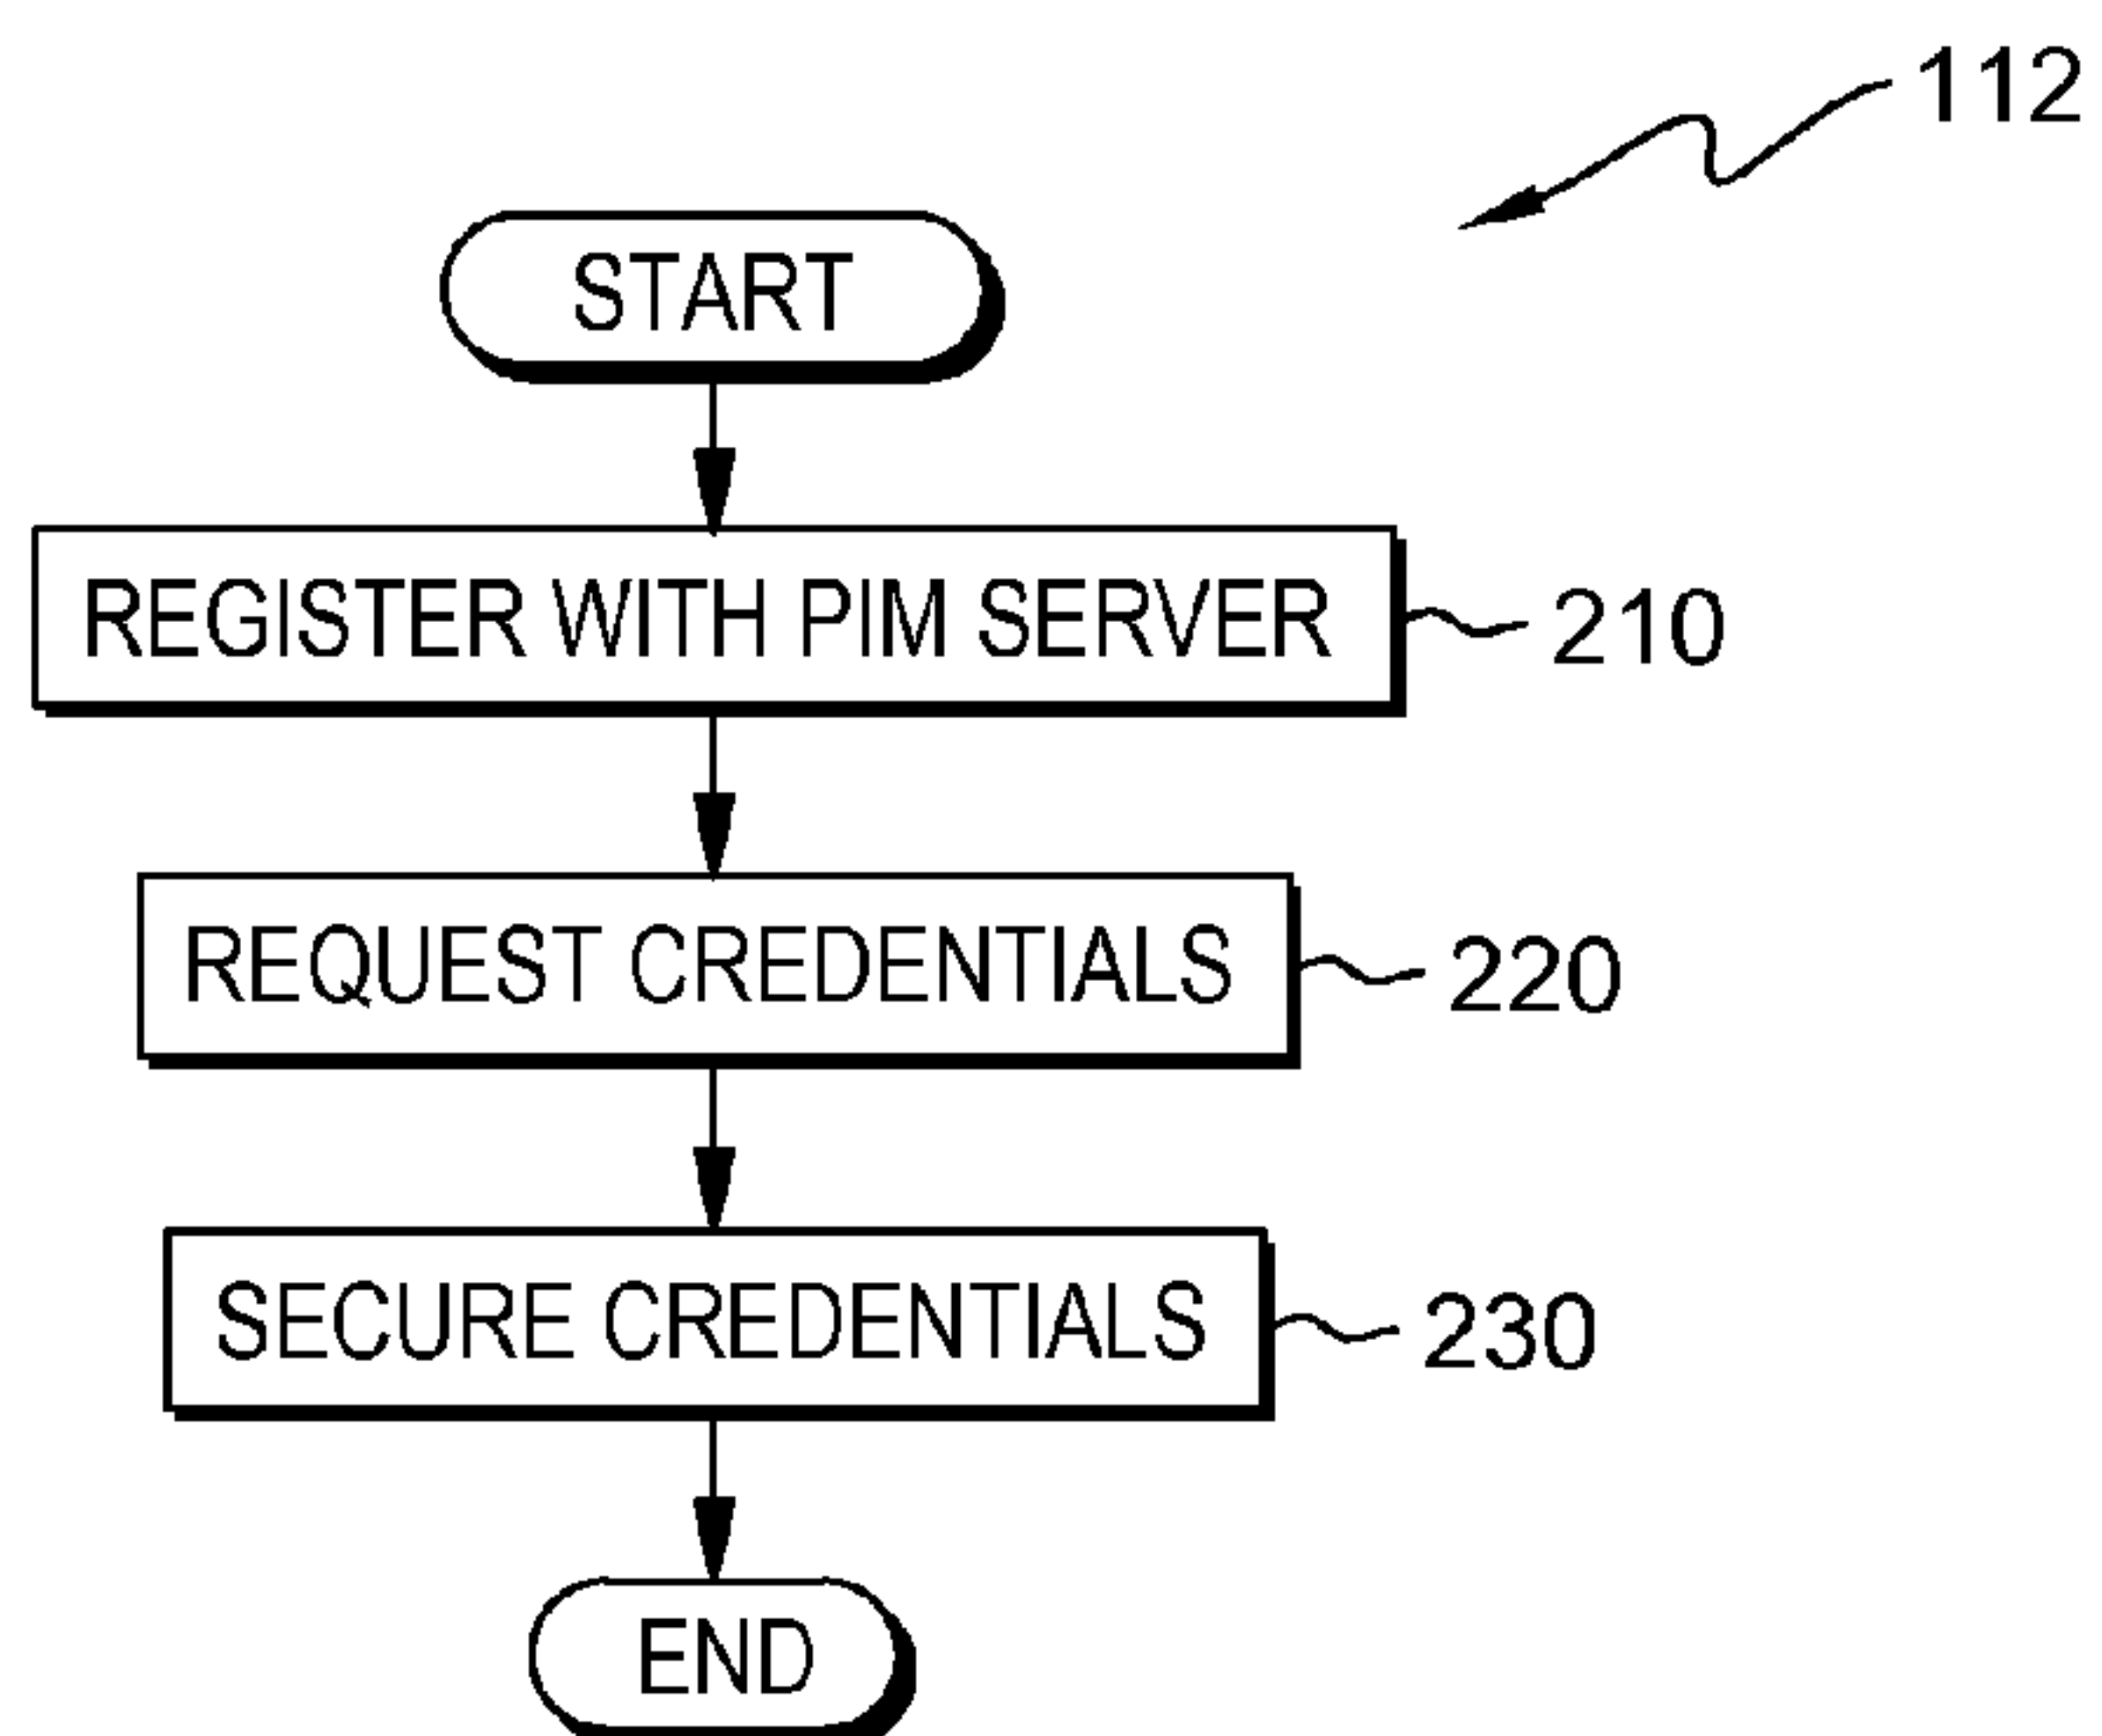 112
START
REGISTER WITH PIM SERVER
210
REQUEST CREDENTIALS
220
SECURE CREDENTIALS
230
END